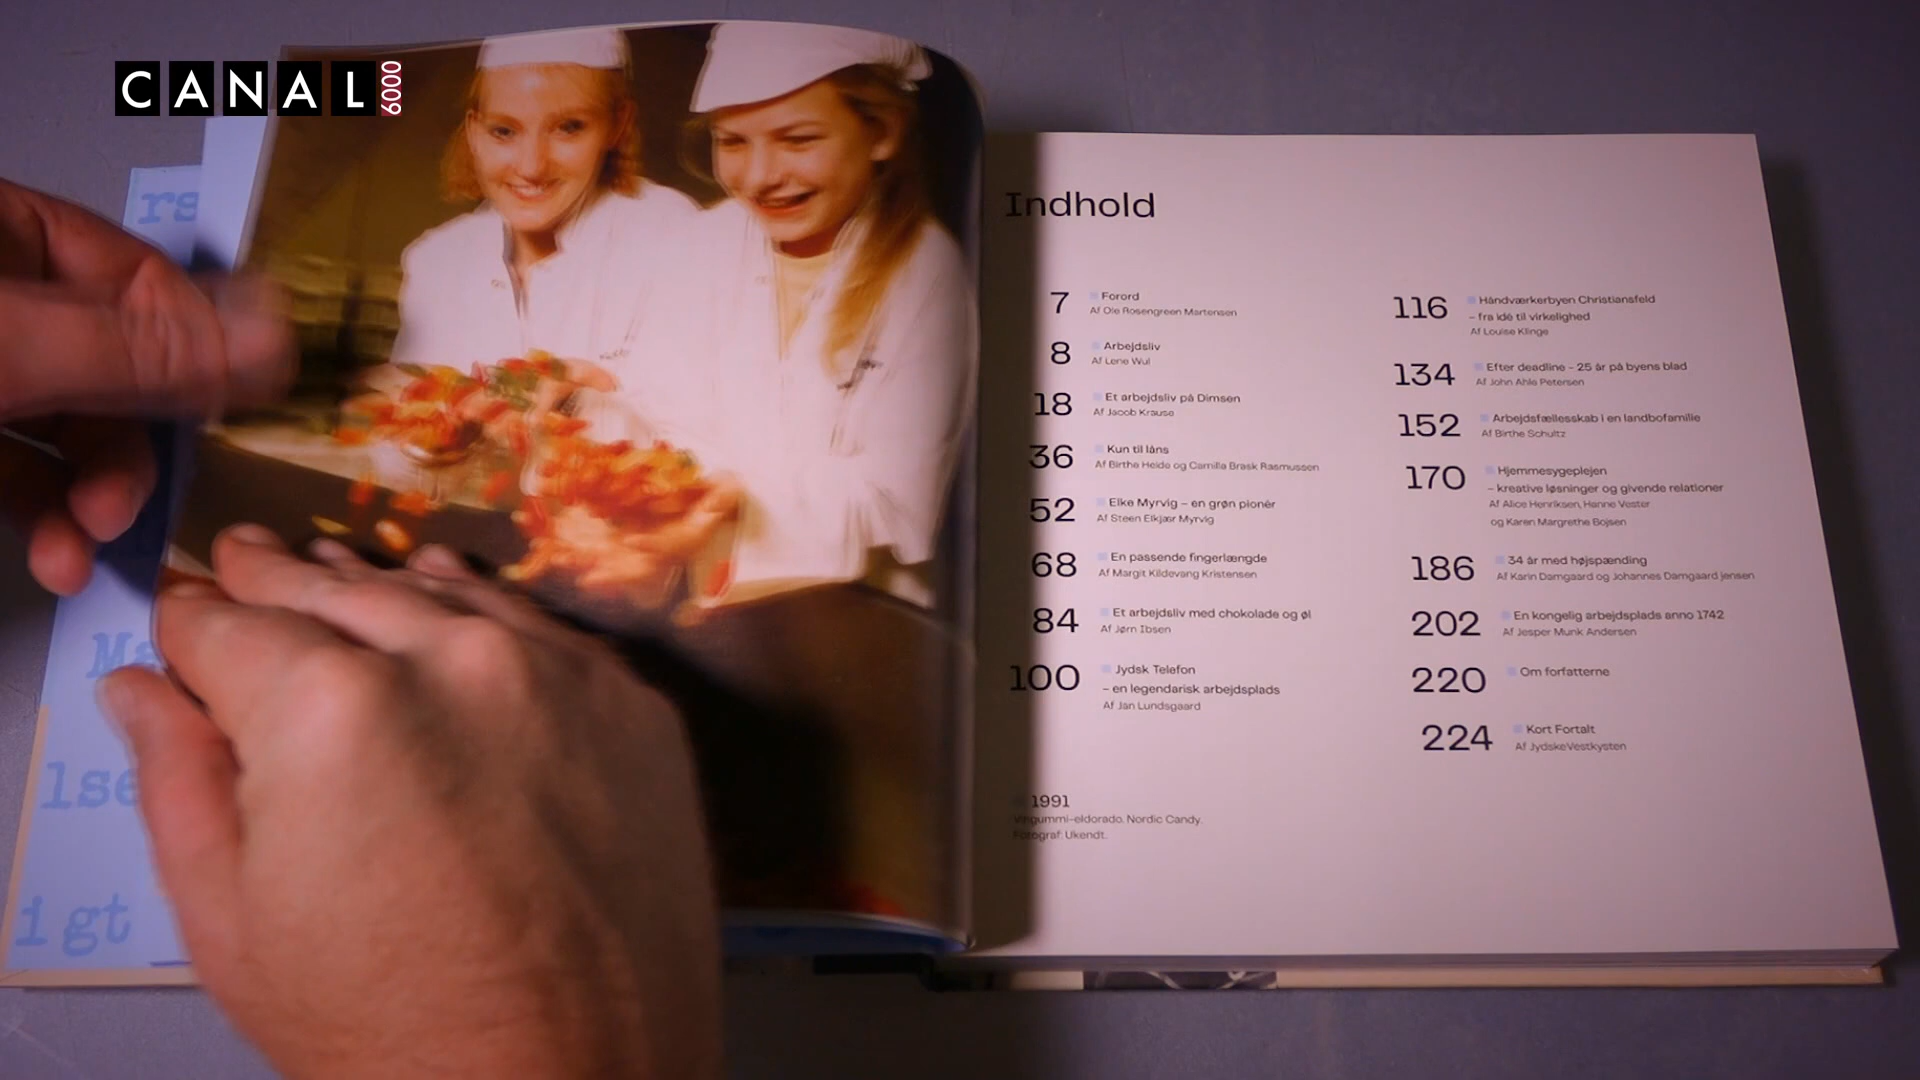 CANAL 6000
rs
Ma
lse
igt
Indhold
7 Forord
Af Ole Rosengreen Martensen
8 Arbejdsliv
Af Lene Wul
18 Et arbejdsliv på Dimsen
Af Jacob Krause
36 Kun til låns
Af Birthe Heide og Camilla Brask Rasmussen
52 Elke Myrvig – en grøn pionér
Af Steen Elkjær Myrvig
68 En passende fingerlængde
Af Margit Kildevang Kristensen
84 Et arbejdsliv med chokolade og øl
Af Jørn Ibsen
100 Jydsk Telefon
– en legendarisk arbejdsplads
Af Jan Lundsgaard
116 Håndværkerbyen Christiansfeld
– fra idé til virkelighed
Af Louise Klinge
134 Efter deadline – 25 år på byens blad
Af John Ahle Petersen
152 Arbejdsfællesskab i en landbofamilie
Af Birthe Schultz
170 Hjemmesygeplejen
– kreative løsninger og givende relationer
Af Alice Henriksen, Hanne Vester
og Karen Margrethe Bojsen
186 34 år med højspænding
Af Karin Damgaard og Johannes Damgaard Jensen
202 En kongelig arbejdsplads anno 1742
Af Jesper Munk Andersen
220 Om forfatterne
224 Kort Fortalt
Af JydskeVestkysten
1991
Vingummi-eldorado. Nordic Candy.
Fotograf: Ukendt.